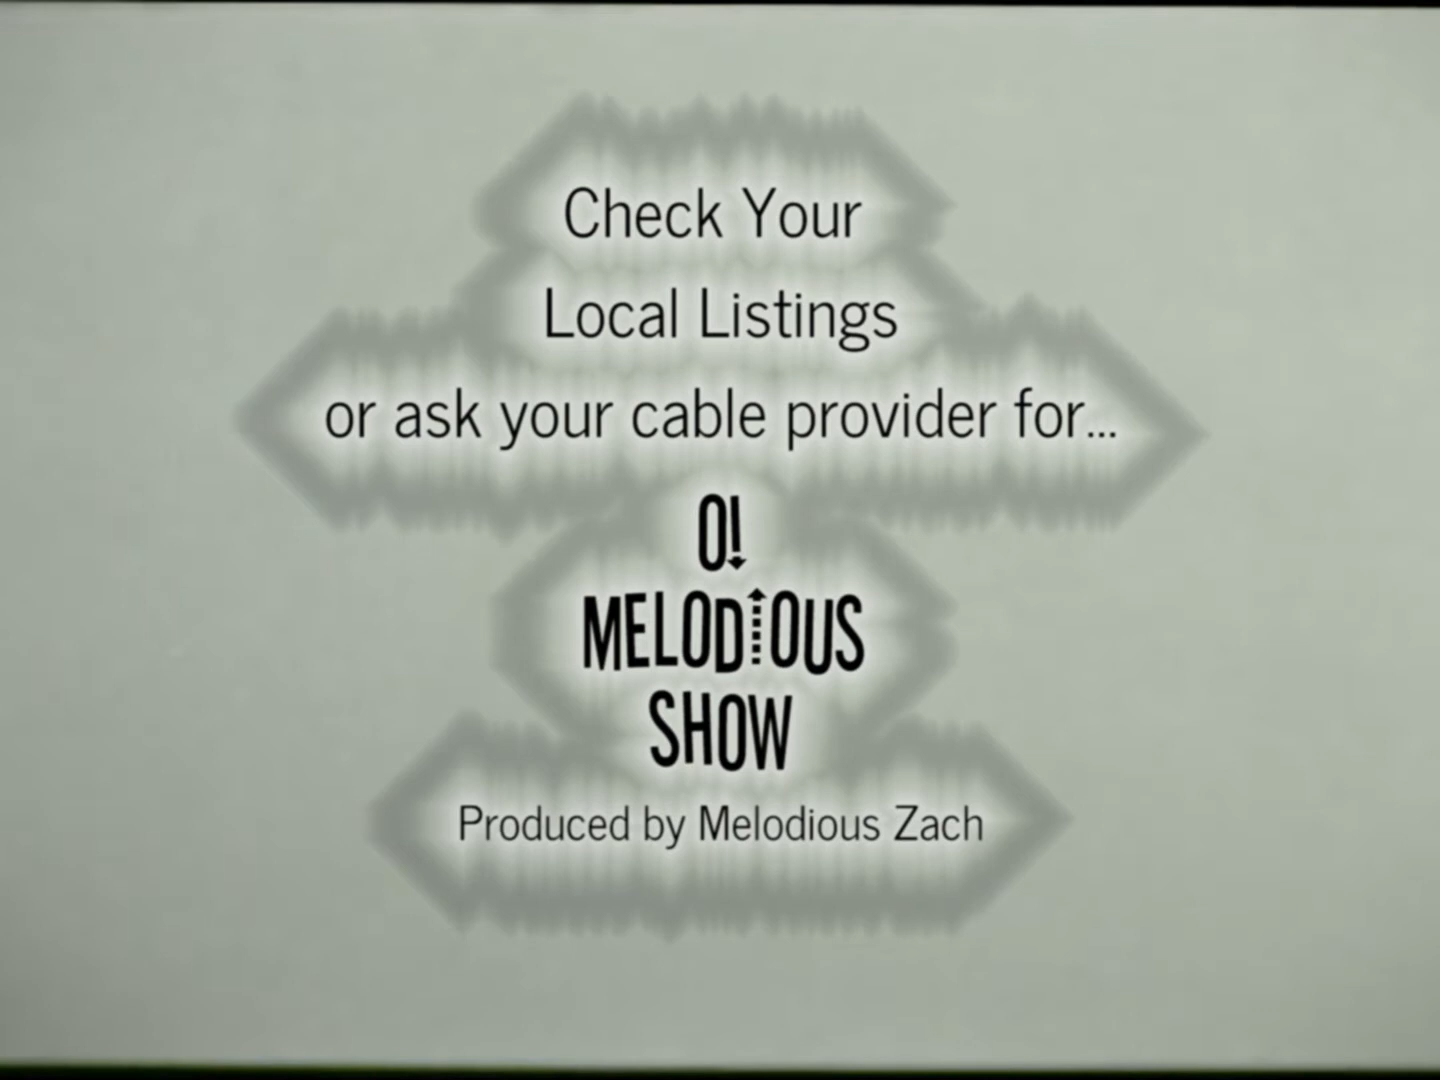 Check Your
Local Listings
or ask your cable provider for...
O!
MELODiOUS
SHOW
Produced by Melodious Zach